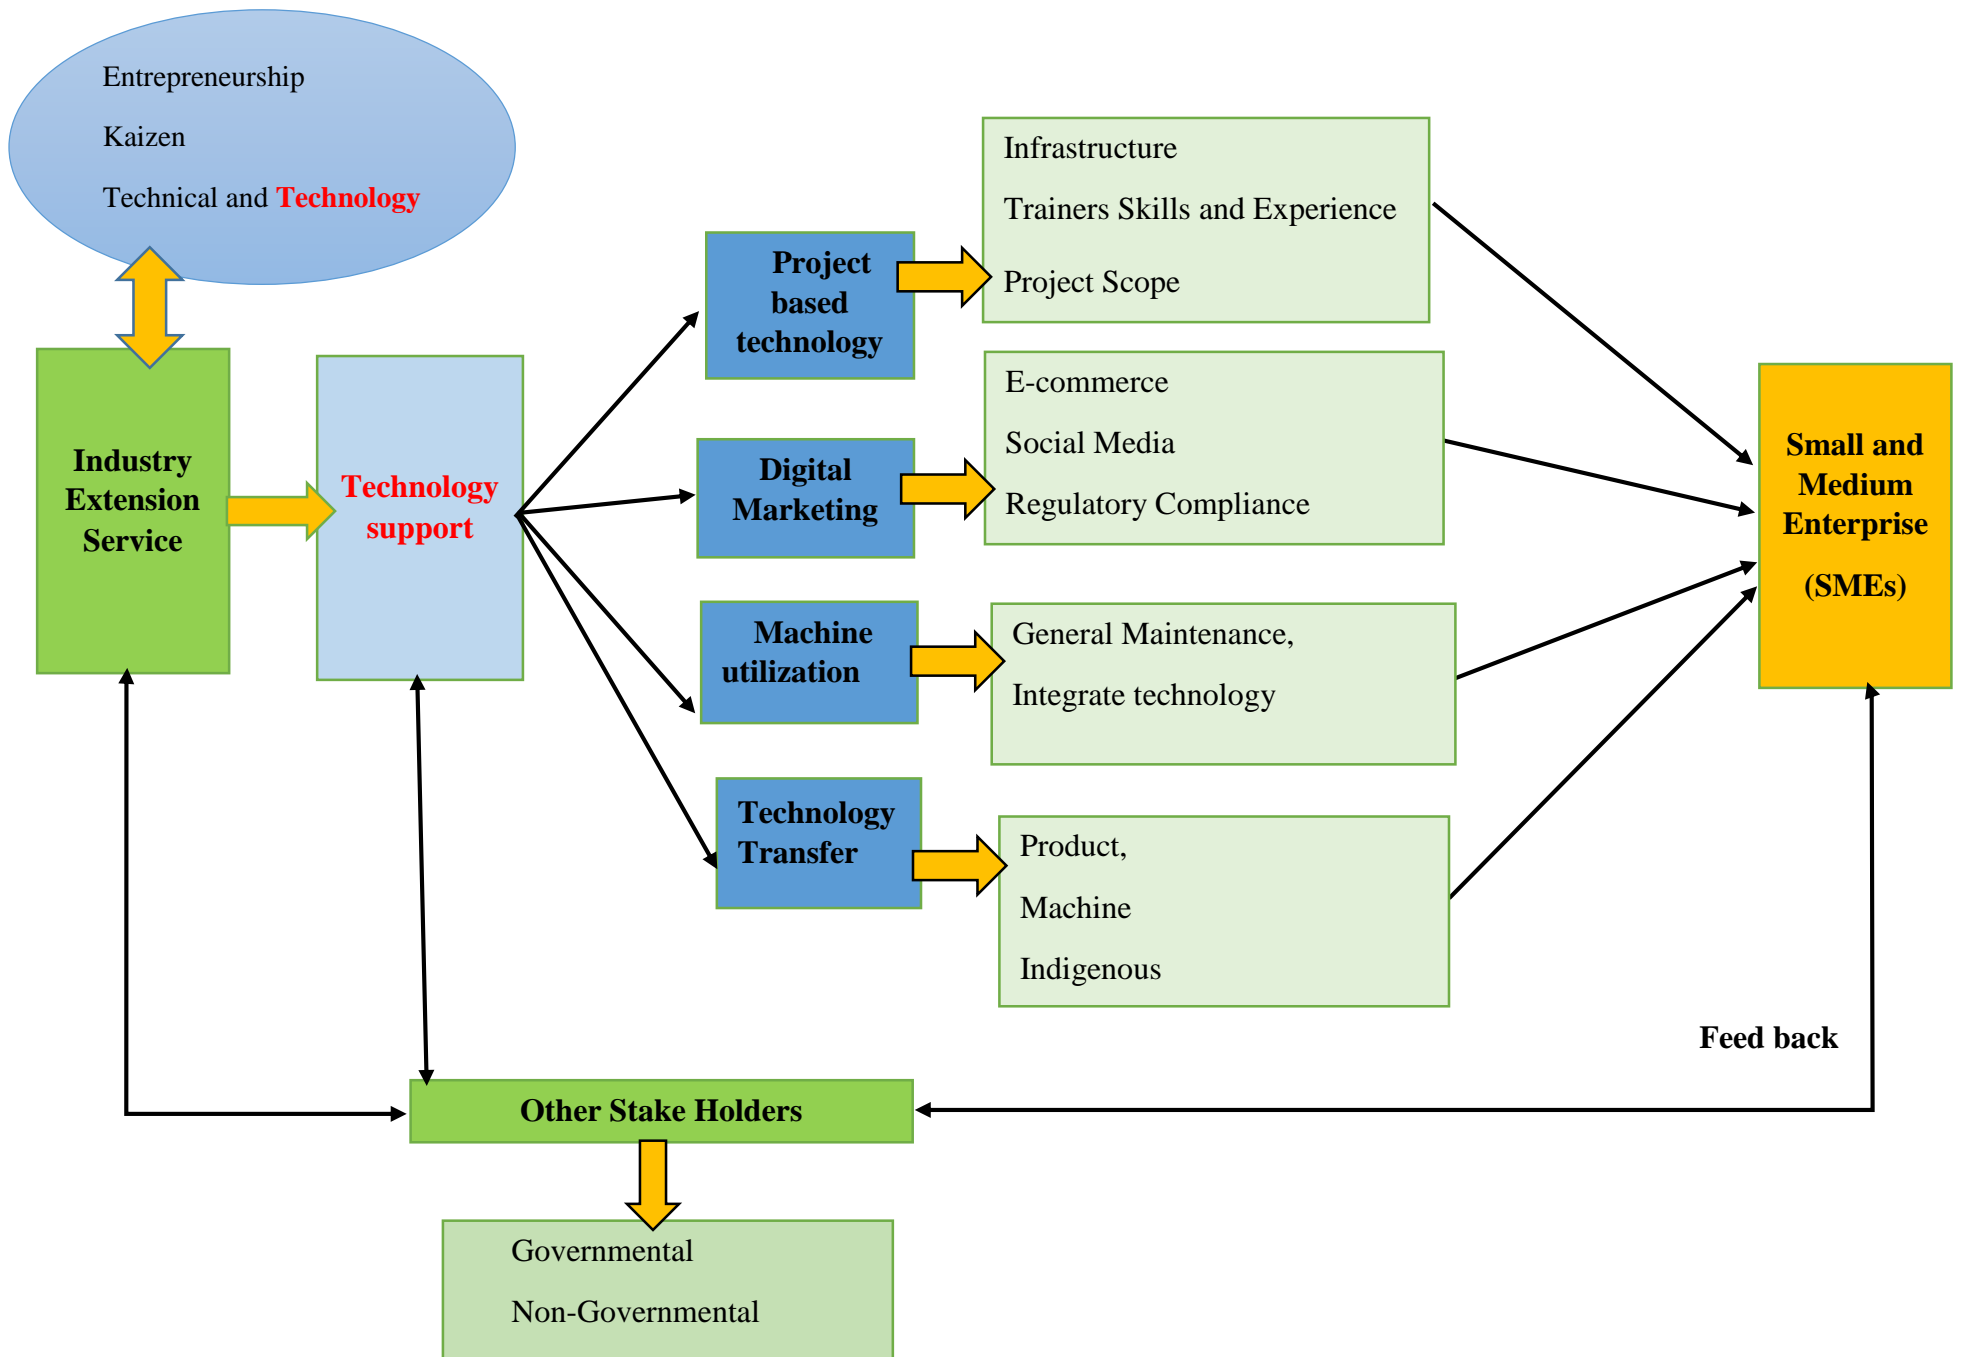 Entrepreneurship
Kaizen
Technical and Technology
Industry
Extension
Service
Technology
support
Project
based
technology
Infrastructure
Trainers Skills and Experience
Project Scope
Digital
Marketing
E-commerce
Social Media
Regulatory Compliance
Machine
utilization
General Maintenance,
Integrate technology
Technology
Transfer
Product,
Machine
Indigenous
Small and
Medium
Enterprise
(SMEs)
Feed back
Other Stake Holders
Governmental
Non-Governmental